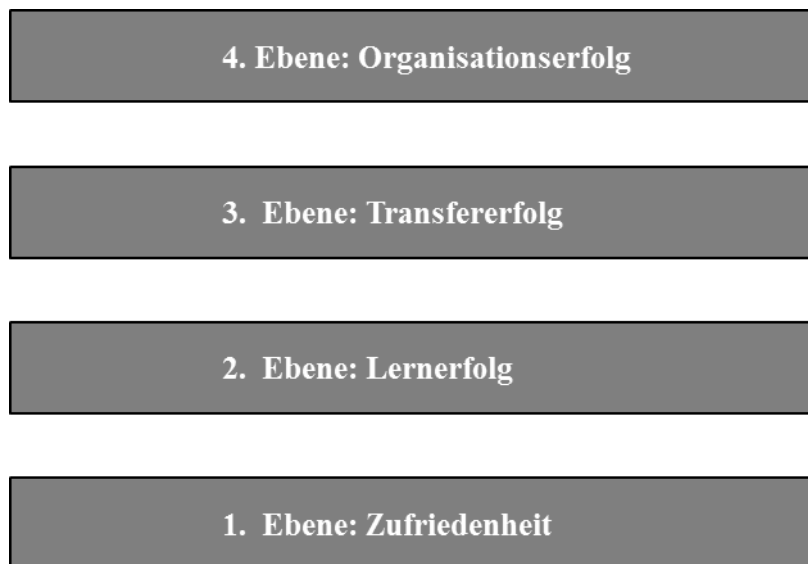 4. Ebene: Organisationserfolg
3. Ebene: Transfererfolg
2. Ebene: Lernerfolg
1. Ebene: Zufriedenheit